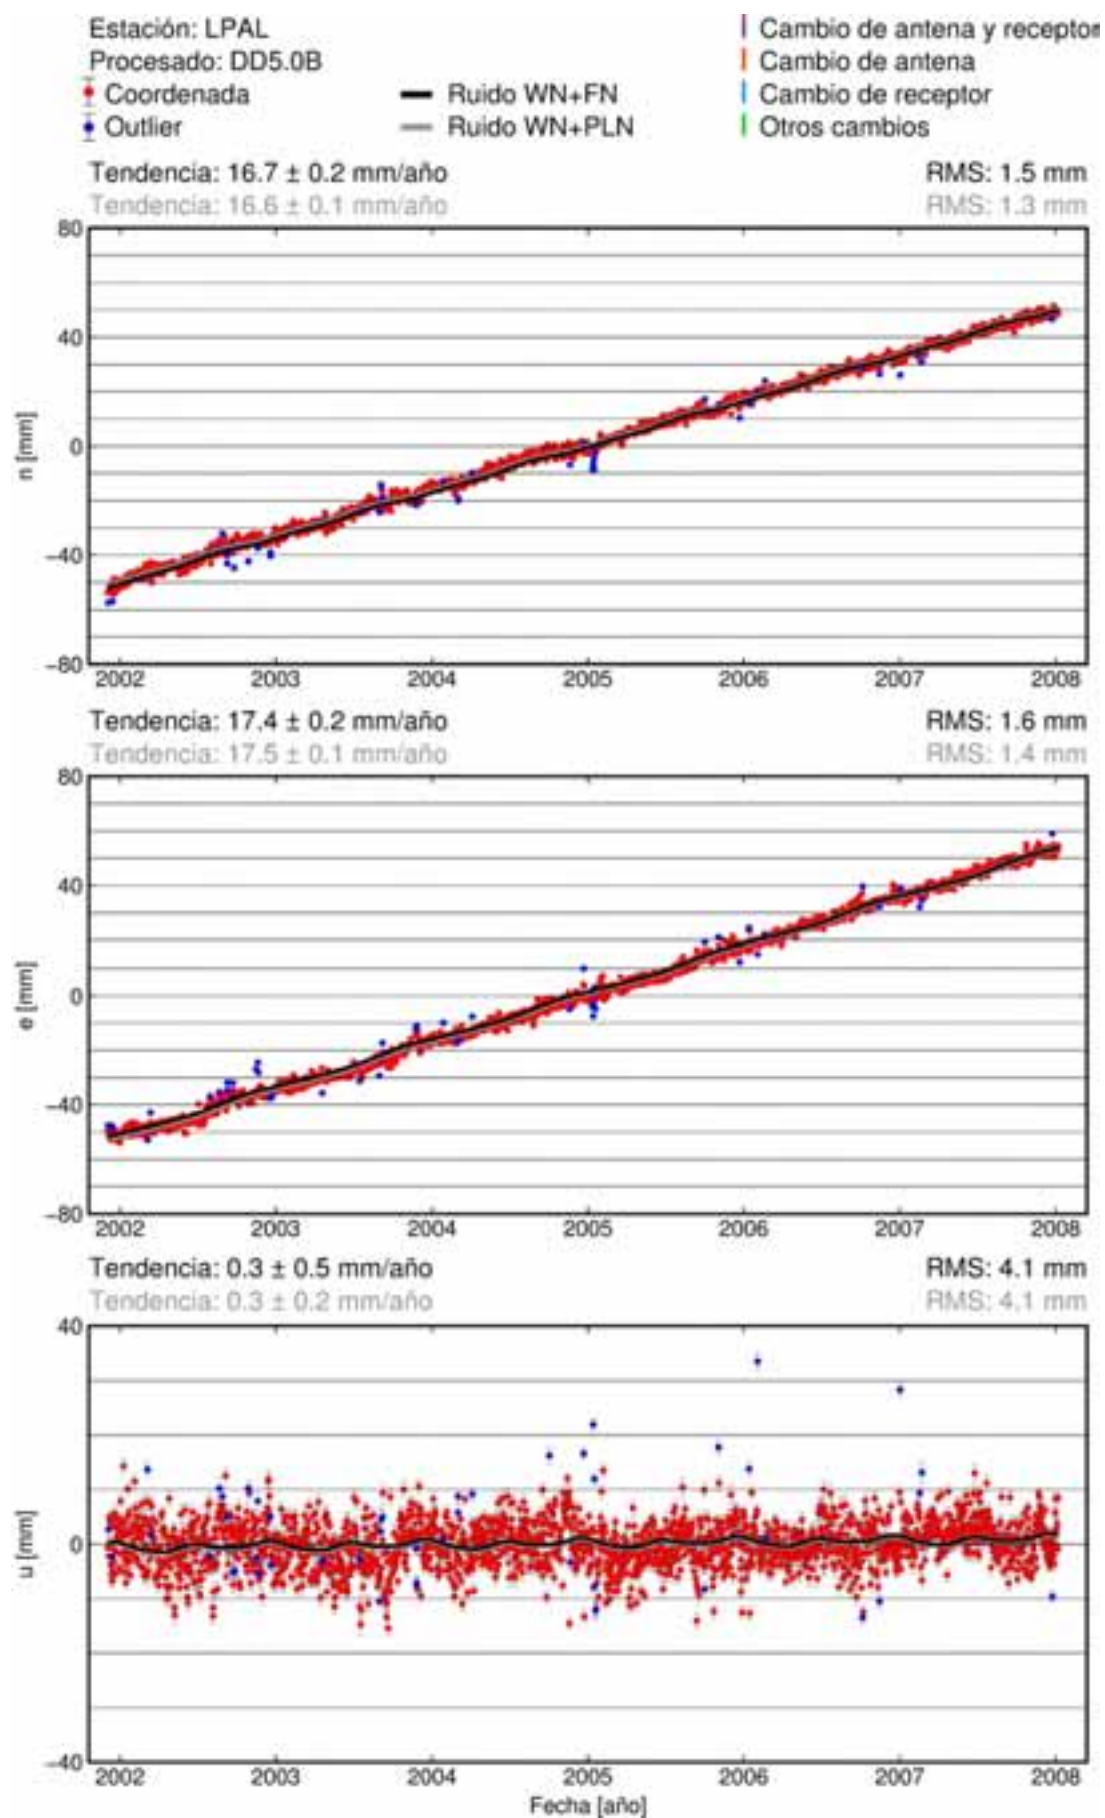 Estación: LPAL
Procesado: DD5.0B
Coordenada
Outlier
Ruido WN+FN
Ruido WN+PLN
Cambio de antena y receptor
Cambio de antena
Cambio de receptor
Otros cambios
Tendencia: 16.7 ± 0.2 mm/año
RMS: 1.5 mm
Tendencia: 16.6 ± 0.1 mm/año
RMS: 1.3 mm
80
40
0
−40
−80
n [mm]
2002 2003 2004 2005 2006 2007 2008
Tendencia: 17.4 ± 0.2 mm/año
RMS: 1.6 mm
Tendencia: 17.5 ± 0.1 mm/año
RMS: 1.4 mm
80
40
0
−40
−80
e [mm]
2002 2003 2004 2005 2006 2007 2008
Tendencia: 0.3 ± 0.5 mm/año
RMS: 4.1 mm
Tendencia: 0.3 ± 0.2 mm/año
RMS: 4.1 mm
40
0
−40
u [mm]
2002 2003 2004 2005 2006 2007 2008
Fecha [año]